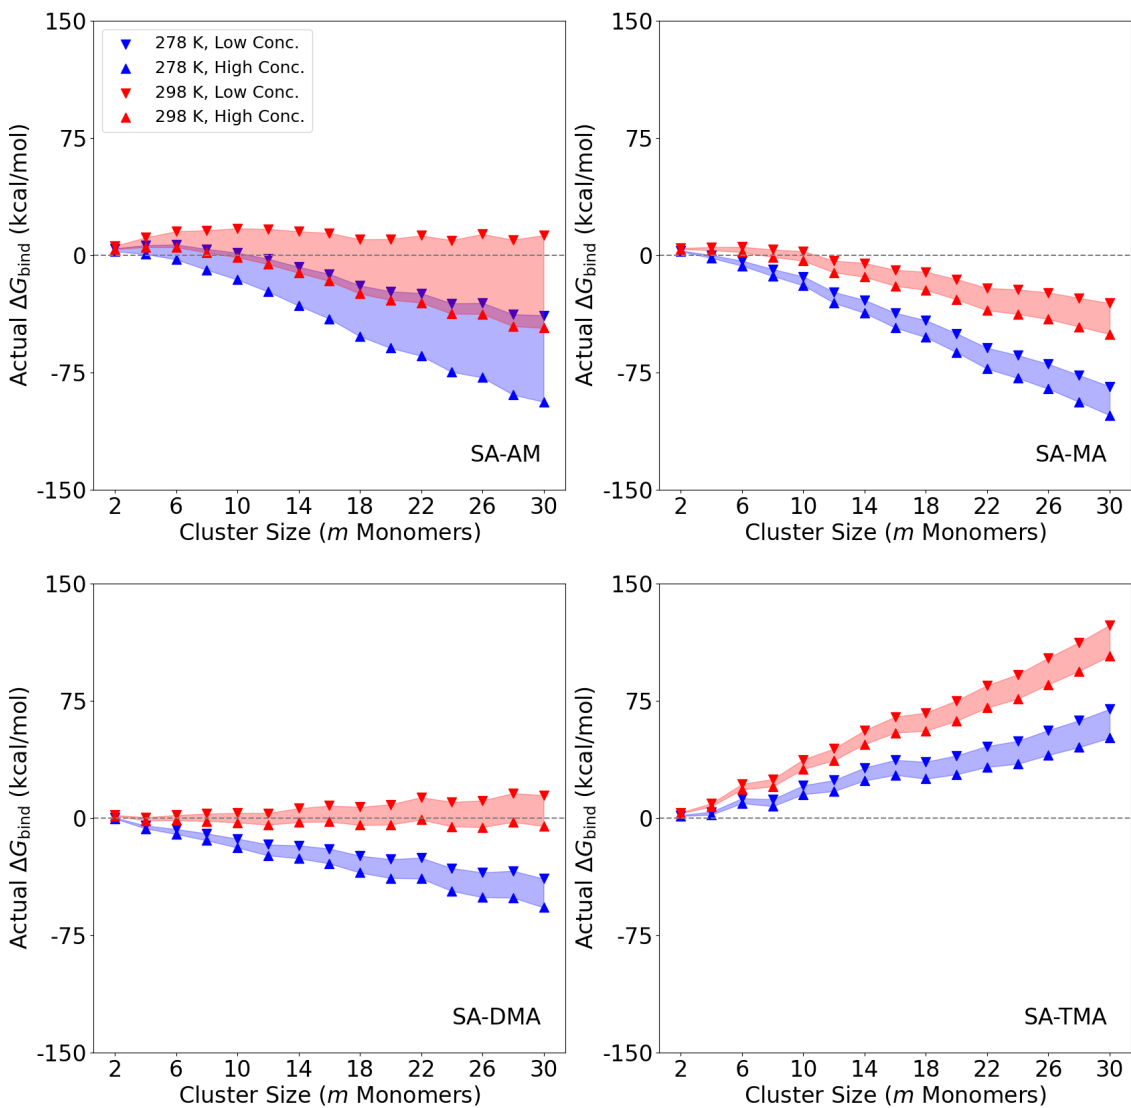 150
75
0
-75
-150
Actual ΔG_bind (kcal/mol)
278 K, Low Conc.
278 K, High Conc.
298 K, Low Conc.
298 K, High Conc.
SA-AM
2 6 10 14 18 22 26 30
Cluster Size (m Monomers)
150
75
0
-75
-150
Actual ΔG_bind (kcal/mol)
SA-MA
2 6 10 14 18 22 26 30
Cluster Size (m Monomers)
150
75
0
-75
-150
Actual ΔG_bind (kcal/mol)
SA-DMA
2 6 10 14 18 22 26 30
Cluster Size (m Monomers)
150
75
0
-75
-150
Actual ΔG_bind (kcal/mol)
SA-TMA
2 6 10 14 18 22 26 30
Cluster Size (m Monomers)